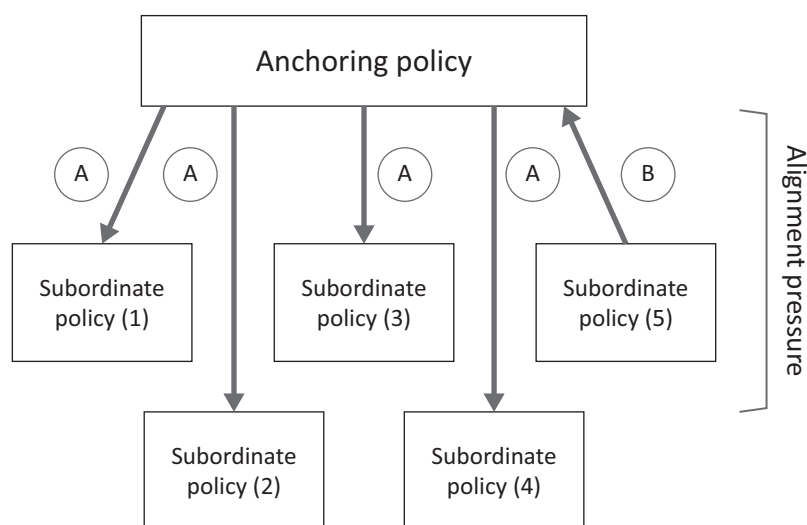 Anchoring policy
A
A
A
A
B
Alignment pressure
Subordinate
policy (1)
Subordinate
policy (3)
Subordinate
policy (5)
Subordinate
policy (2)
Subordinate
policy (4)